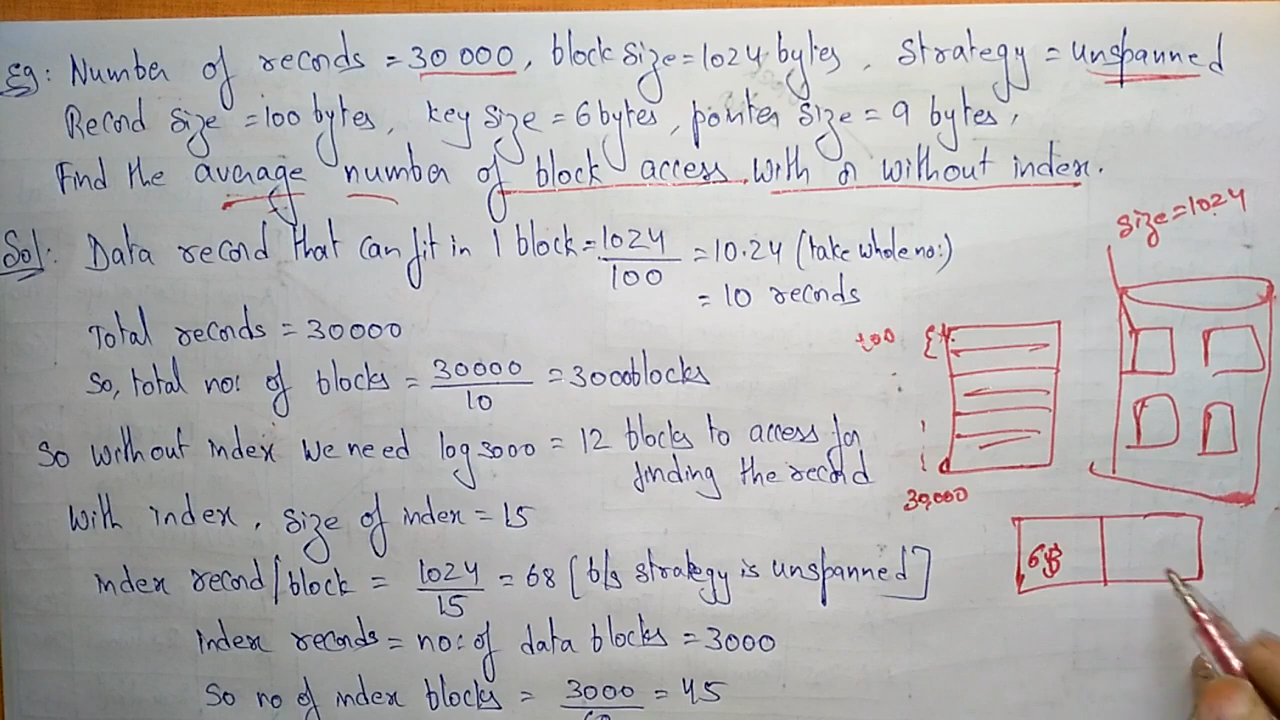 Eg: Number of records = 30 000, block size = 1024 bytes, Strategy = Unspanned
Record size = 100 bytes, key size = 6 bytes, pointer size = 9 bytes,
Find the average number of block access with or without index.
Sol: Data record that can fit in 1 block = 1024/100 = 10.24 (take whole no:)
= 10 records
Total records = 30000
So, total no: of blocks = 30000/10 = 3000 blocks
So without index we need log 3000 = 12 blocks to access for
finding the record
With index, size of index = 15
index record/block = 1024/15 = 68 [b/s strategy is unspanned]
index records = no: of data blocks = 3000
So no of index blocks = 3000/68 = 45
size=1024
100
30,000
6B